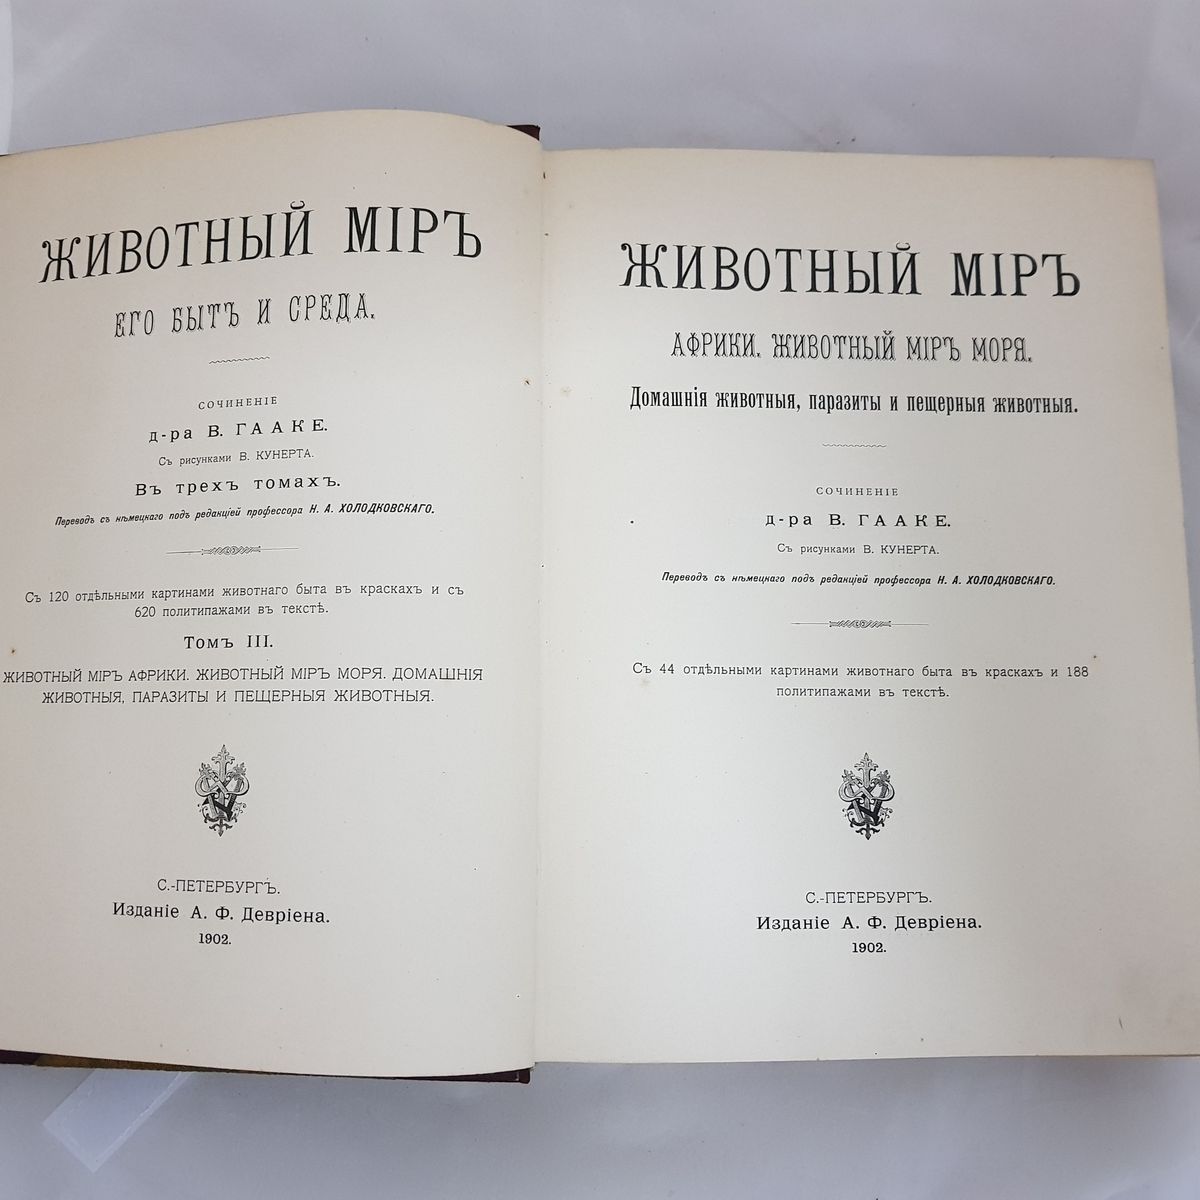 ЖИВОТНЫЙ МІРЪ
ЕГО БЫТЪ И СРЕДА.
СОЧИНЕНІЕ
д-ра В. ГААКЕ.
Съ рисунками В. КУНЕРТА.
Въ трехъ томахъ.
Переводъ съ нѣмецкаго подъ редакціей профессора Н. А. ХОЛОДКОВСКАГО.
Съ 120 отдѣльными картинами животнаго быта въ краскахъ и съ
620 политипажами въ текстѣ.
Томъ III.
ЖИВОТНЫЙ МІРЪ АФРИКИ. ЖИВОТНЫЙ МІРЪ МОРЯ. ДОМАШНІЯ
ЖИВОТНЫЯ, ПАРАЗИТЫ И ПЕЩЕРНЫЯ ЖИВОТНЫЯ.
С.-ПЕТЕРБУРГЪ.
Изданіе А. Ф. Девріена.
1902.
ЖИВОТНЫЙ МІРЪ
АФРИКИ. ЖИВОТНЫЙ МІРЪ МОРЯ.
Домашнія животныя, паразиты и пещерныя животныя.
СОЧИНЕНІЕ
д-ра В. ГААКЕ.
Съ рисунками В. КУНЕРТА.
Переводъ съ нѣмецкаго подъ редакціей профессора Н. А. ХОЛОДКОВСКАГО.
Съ 44 отдѣльными картинами животнаго быта въ краскахъ и 188
политипажами въ текстѣ.
С.-ПЕТЕРБУРГЪ.
Изданіе А. Ф. Девріена.
1902.